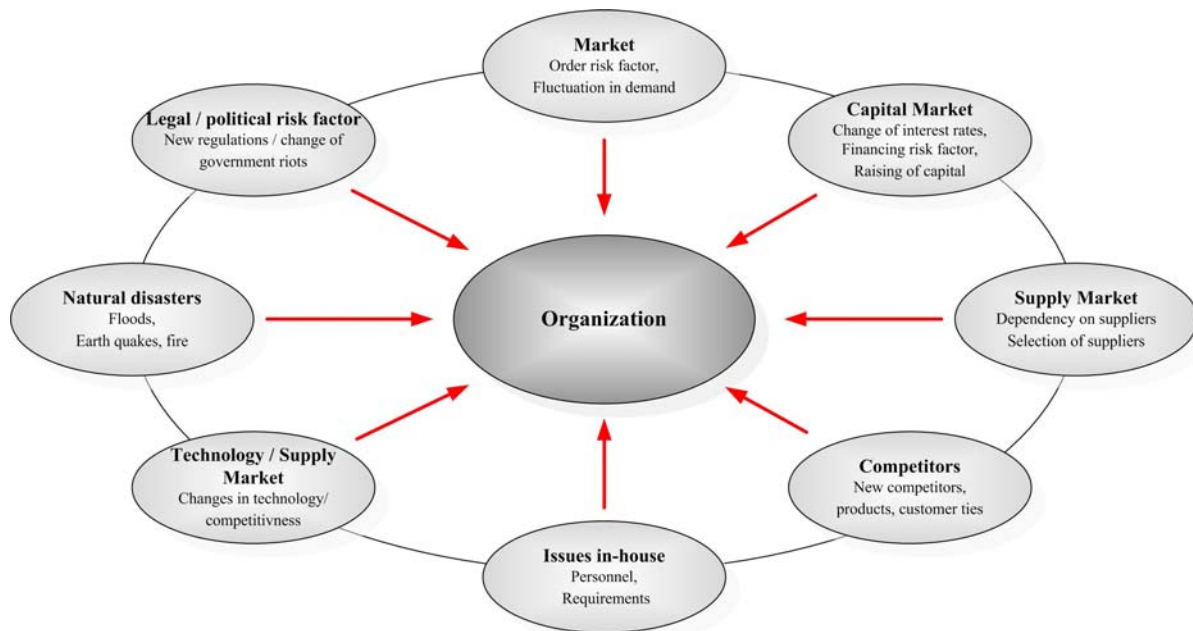 Market
Order risk factor,
Fluctuation in demand
Capital Market
Change of interest rates,
Financing risk factor,
Raising of capital
Supply Market
Dependency on suppliers
Selection of suppliers
Competitors
New competitors,
products, customer ties
Issues in-house
Personnel,
Requirements
Technology / Supply
Market
Changes in technology/
competitivness
Natural disasters
Floods,
Earth quakes, fire
Legal / political risk factor
New regulations / change of
government riots
Organization